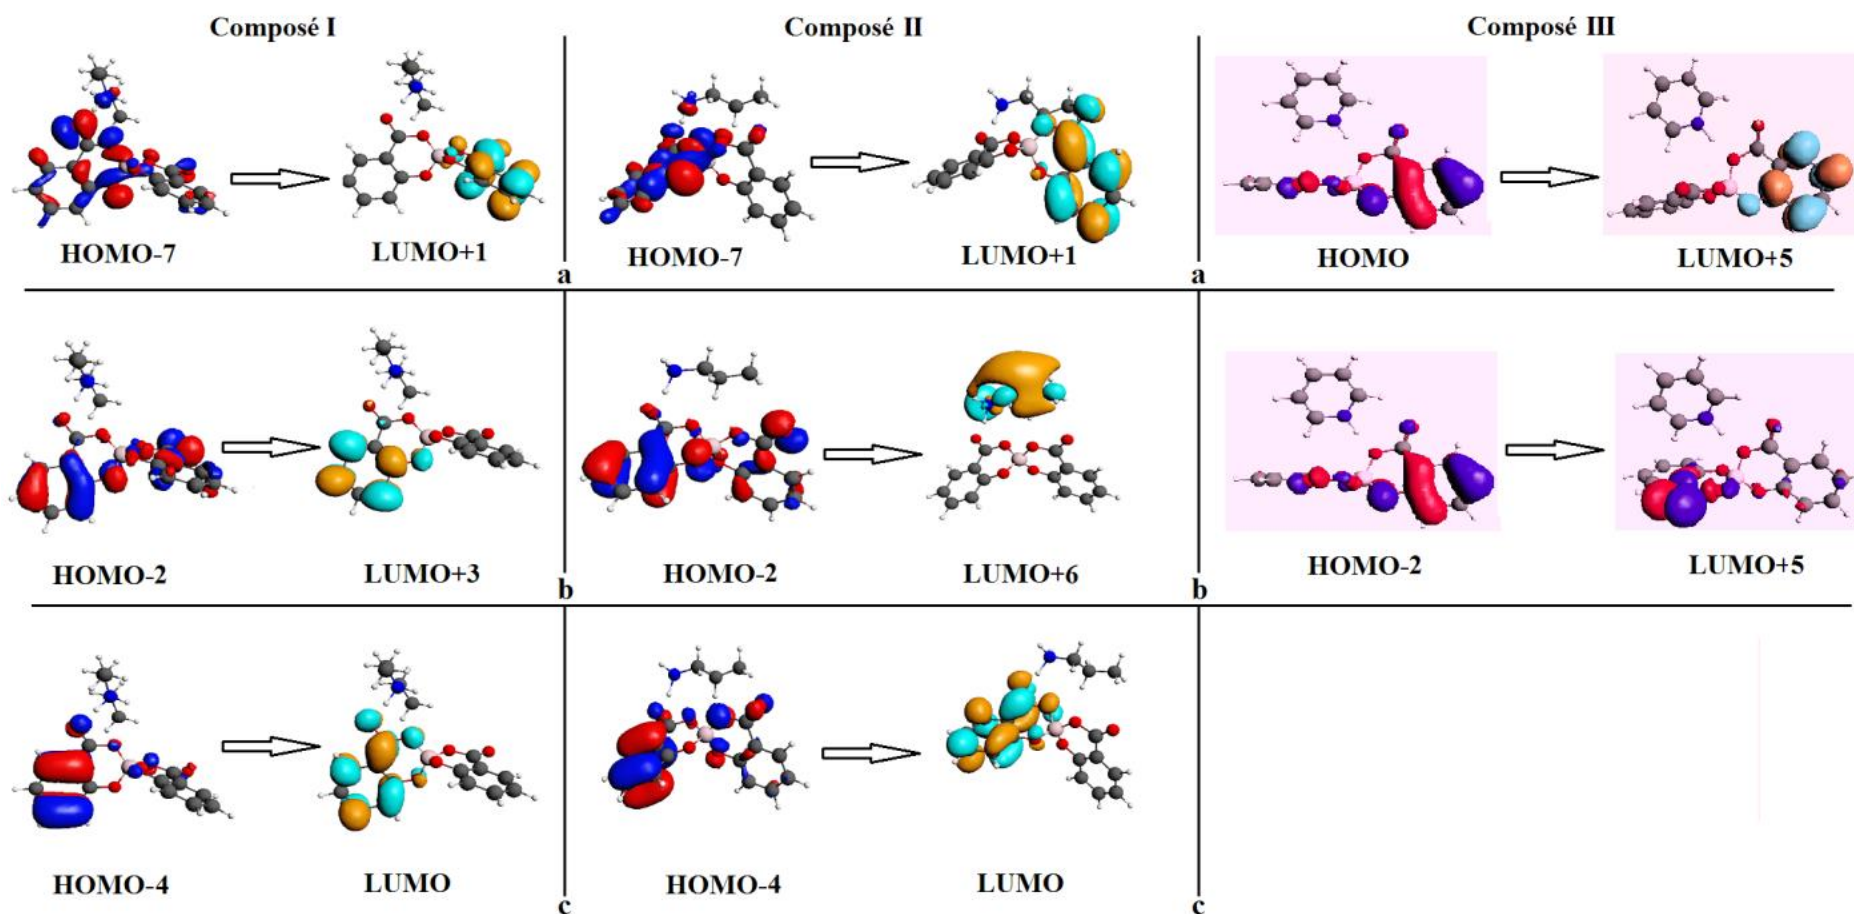 Composé I Composé II Composé III
HOMO-7 LUMO+1 HOMO-7 LUMO+1 HOMO LUMO+5
a a
HOMO-2 LUMO+3 HOMO-2 LUMO+6 HOMO-2 LUMO+5
b b
HOMO-4 LUMO HOMO-4 LUMO
c c